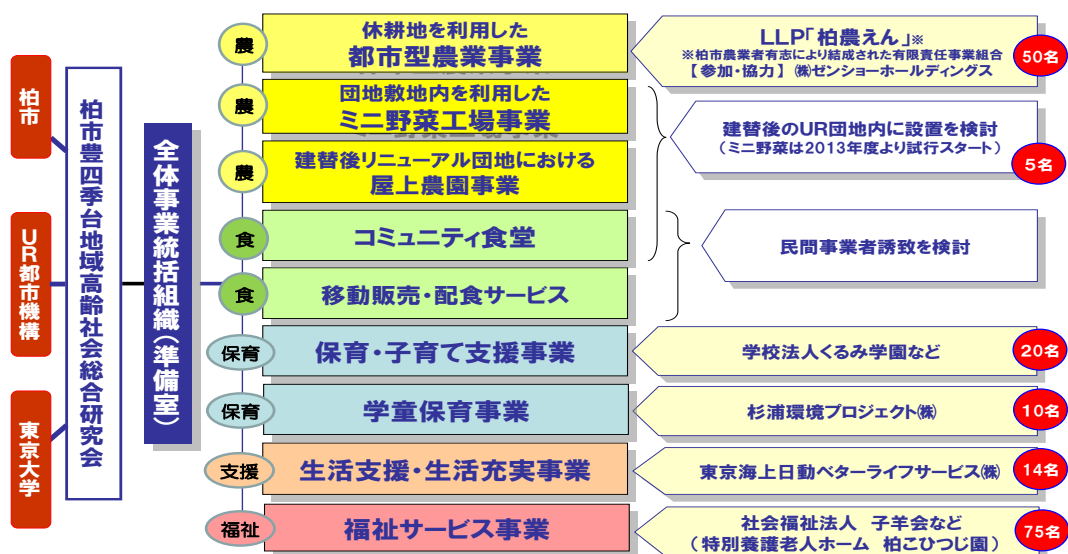 柏市
UR都市機構
東京大学
柏市豊四季台地域高齢社会総合研究会
全体事業統括組織(準備室)
農
休耕地を利用した
都市型農業事業
LLP「柏農えん」※
※柏市農業者有志により結成された有限責任事業組合
【参加・協力】 ㈱ゼンショーホールディングス
50名
農
団地敷地内を利用した
ミニ野菜工場事業
建替後のUR団地内に設置を検討
(ミニ野菜は2013年度より試行スタート)
5名
農
建替後リニューアル団地における
屋上農園事業
食
コミュニティ食堂
民間事業者誘致を検討
食
移動販売・配食サービス
保育
保育・子育て支援事業
学校法人くるみ学園など
20名
保育
学童保育事業
杉浦環境プロジェクト㈱
10名
支援
生活支援・生活充実事業
東京海上日動ベターライフサービス㈱
14名
福祉
福祉サービス事業
社会福祉法人 子羊会など
(特別養護老人ホーム 柏こひつじ園)
75名